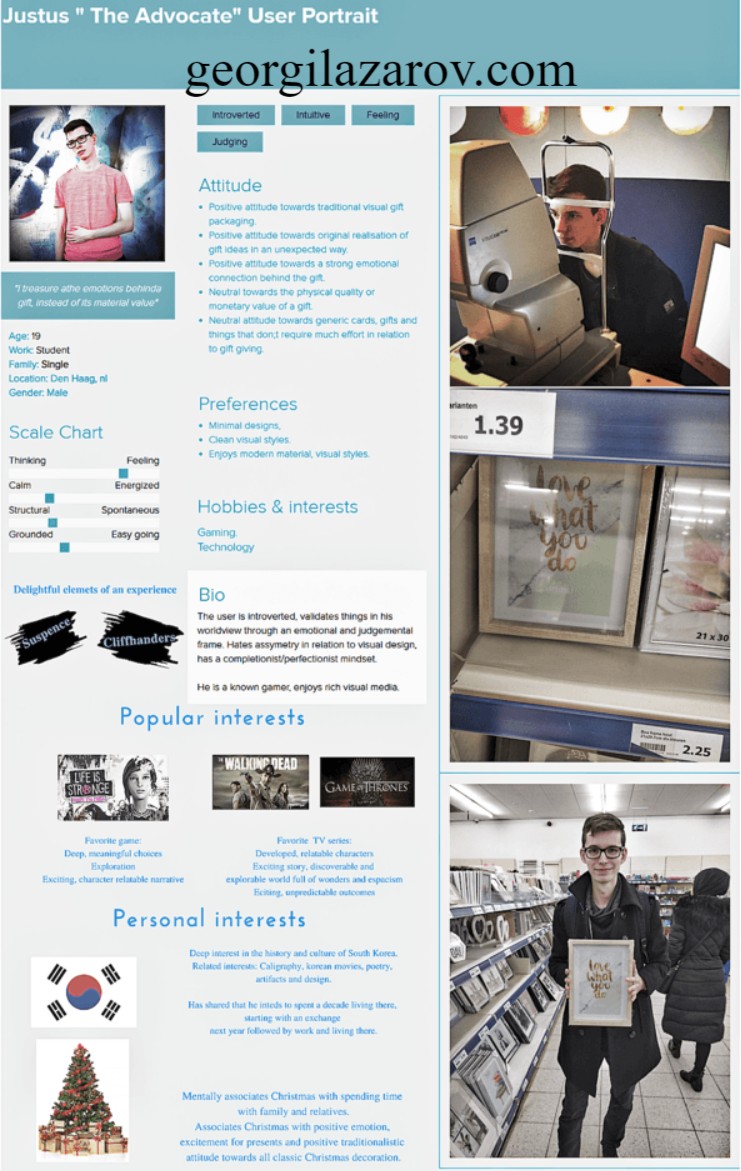 Justus " The Advocate" User Portrait
georgilazarov.com
Introverted
Intuitive
Feeling
Judging
Attitude
• Positive attitude towards traditional visual gift
packaging.
• Positive attitude towards original realisation of
gift ideas in an unexpected way.
• Positive attitude towards a strong emotional
connection behind the gift.
• Neutral towards the physical quality or
monetary value of a gift.
• Neutral attitude towards generic cards, gifts and
things that don,t require much effort in relation
to gift giving.
"I treasure athe emotions behinda
gift, instead of its material value"
Age: 19
Work: Student
Family: Single
Location: Den Haag, nl
Gender: Male
Preferences
• Minimal designs,
• Clean visual styles.
• Enjoys modern material, visual styles.
Scale Chart
Thinking Feeling
Calm Energized
Structural Spontaneous
Grounded Easy going
Hobbies & interests
Gaming.
Technology
Delightful elemets of an experience
Suspence
Cliffhanders
Bio
The user is introverted, validates things in his
worldview through an emotional and judgemental
frame. Hates assymetry in relation to visual design,
has a completionist/perfectionist mindset.
He is a known gamer, enjoys rich visual media.
Popular interests
LIFE IS
STRANGE
THE WALKING DEAD
GAME OF THRONES
Favorite game:
Deep, meaningful choices
Exploration
Exciting, character relatable narrative
Favorite TV series:
Developed, relatable characters
Exciting story, discoverable and
explorable world full of wonders and espacism
Eciting, unpredictable outcomes
Personal interests
Deep interest in the history and culture of South Korea.
Related interests: Caligraphy, korean movies, poetry,
artifacts and design.
Has shared that he inteds to spent a decade living there,
starting with an exchange
next year followed by work and living there.
Mentally associates Christmas with spending time
with family and relatives.
Associates Christmas with positive emotion,
excitement for presents and positive traditionalistic
attitude towards all classic Christmas decoration.
arianten
1.39
love
what
you
do
21 x 30
2.25
love
what
you
do